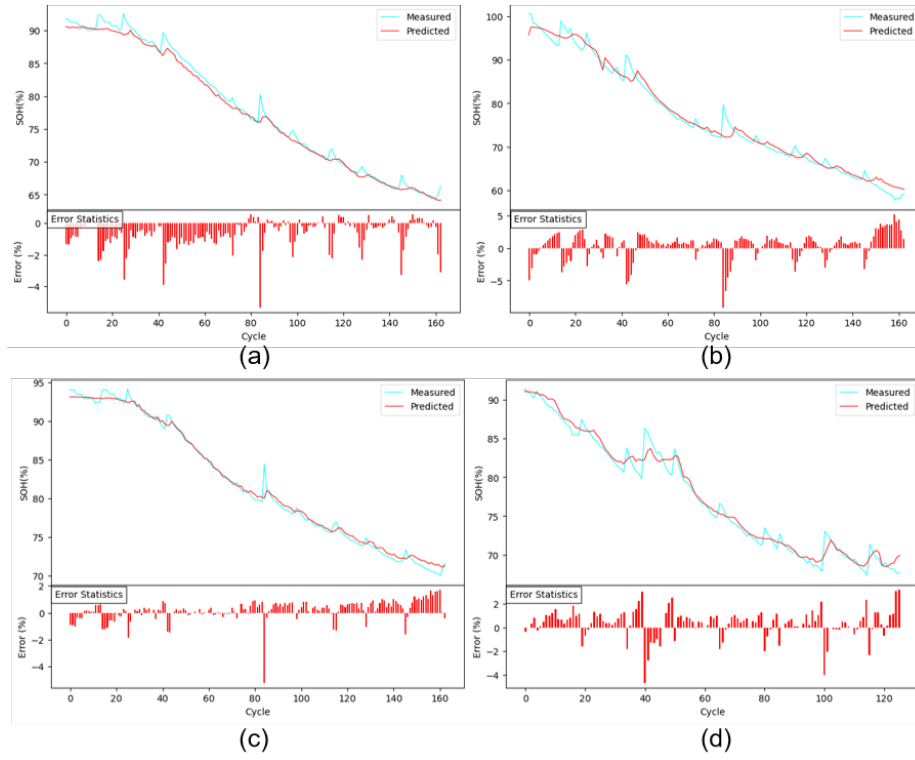 90
85
80
75
70
65
SOH(%)
Measured
Predicted
Error Statistics
0
−2
−4
Error (%)
0 20 40 60 80 100 120 140 160
Cycle
(a)
100
90
80
70
60
SOH(%)
Measured
Predicted
Error Statistics
5
0
−5
Error (%)
0 20 40 60 80 100 120 140 160
Cycle
(b)
95
90
85
80
75
70
SOH(%)
Measured
Predicted
Error Statistics
2
0
−2
−4
Error (%)
0 20 40 60 80 100 120 140 160
Cycle
(c)
90
85
80
75
70
SOH(%)
Measured
Predicted
Error Statistics
2
0
−2
−4
Error (%)
0 20 40 60 80 100 120
Cycle
(d)